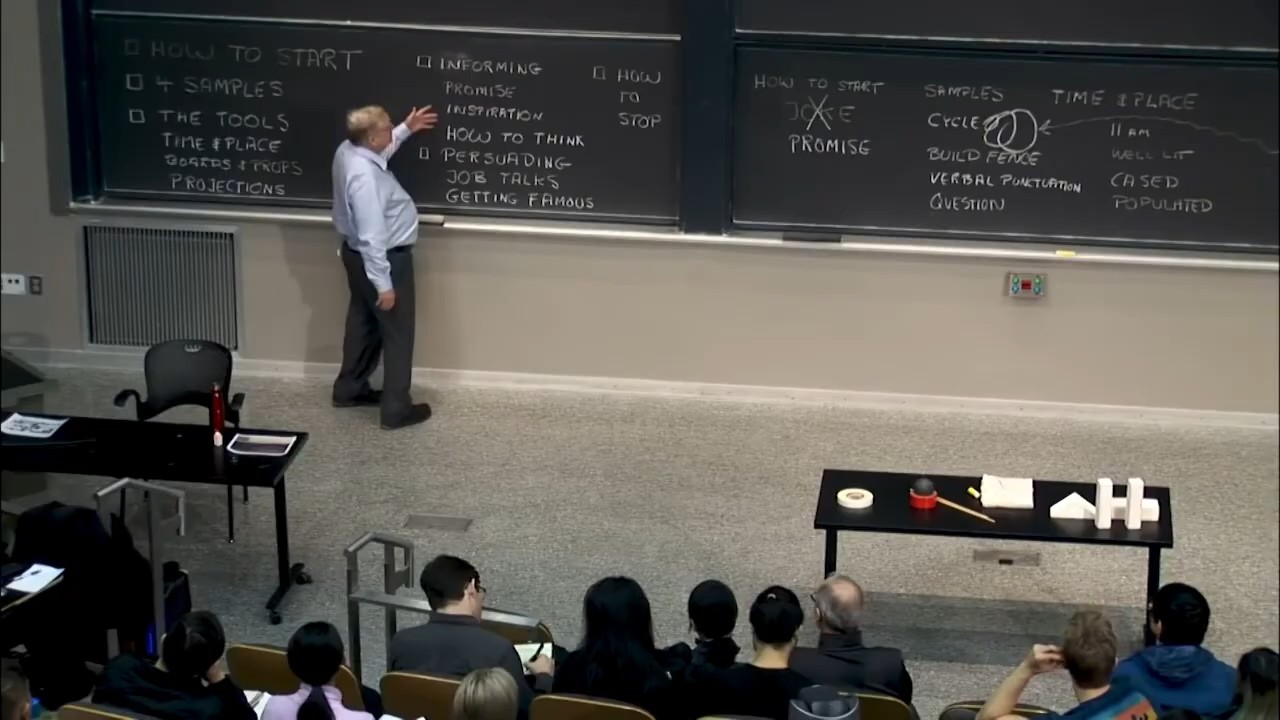 HOW TO START
4 SAMPLES
THE TOOLS
TIME & PLACE
BOARDS & PROPS
PROJECTIONS
INFORMING
PROMISE
INSPIRATION
HOW TO THINK
PERSUADING
JOB TALKS
GETTING FAMOUS
HOW
TO
STOP
HOW TO START
JOKE
PROMISE
SAMPLES
CYCLE
BUILD FENCE
VERBAL PUNCTUATION
QUESTION
TIME & PLACE
11 AM
WELL LIT
CASED
POPULATED